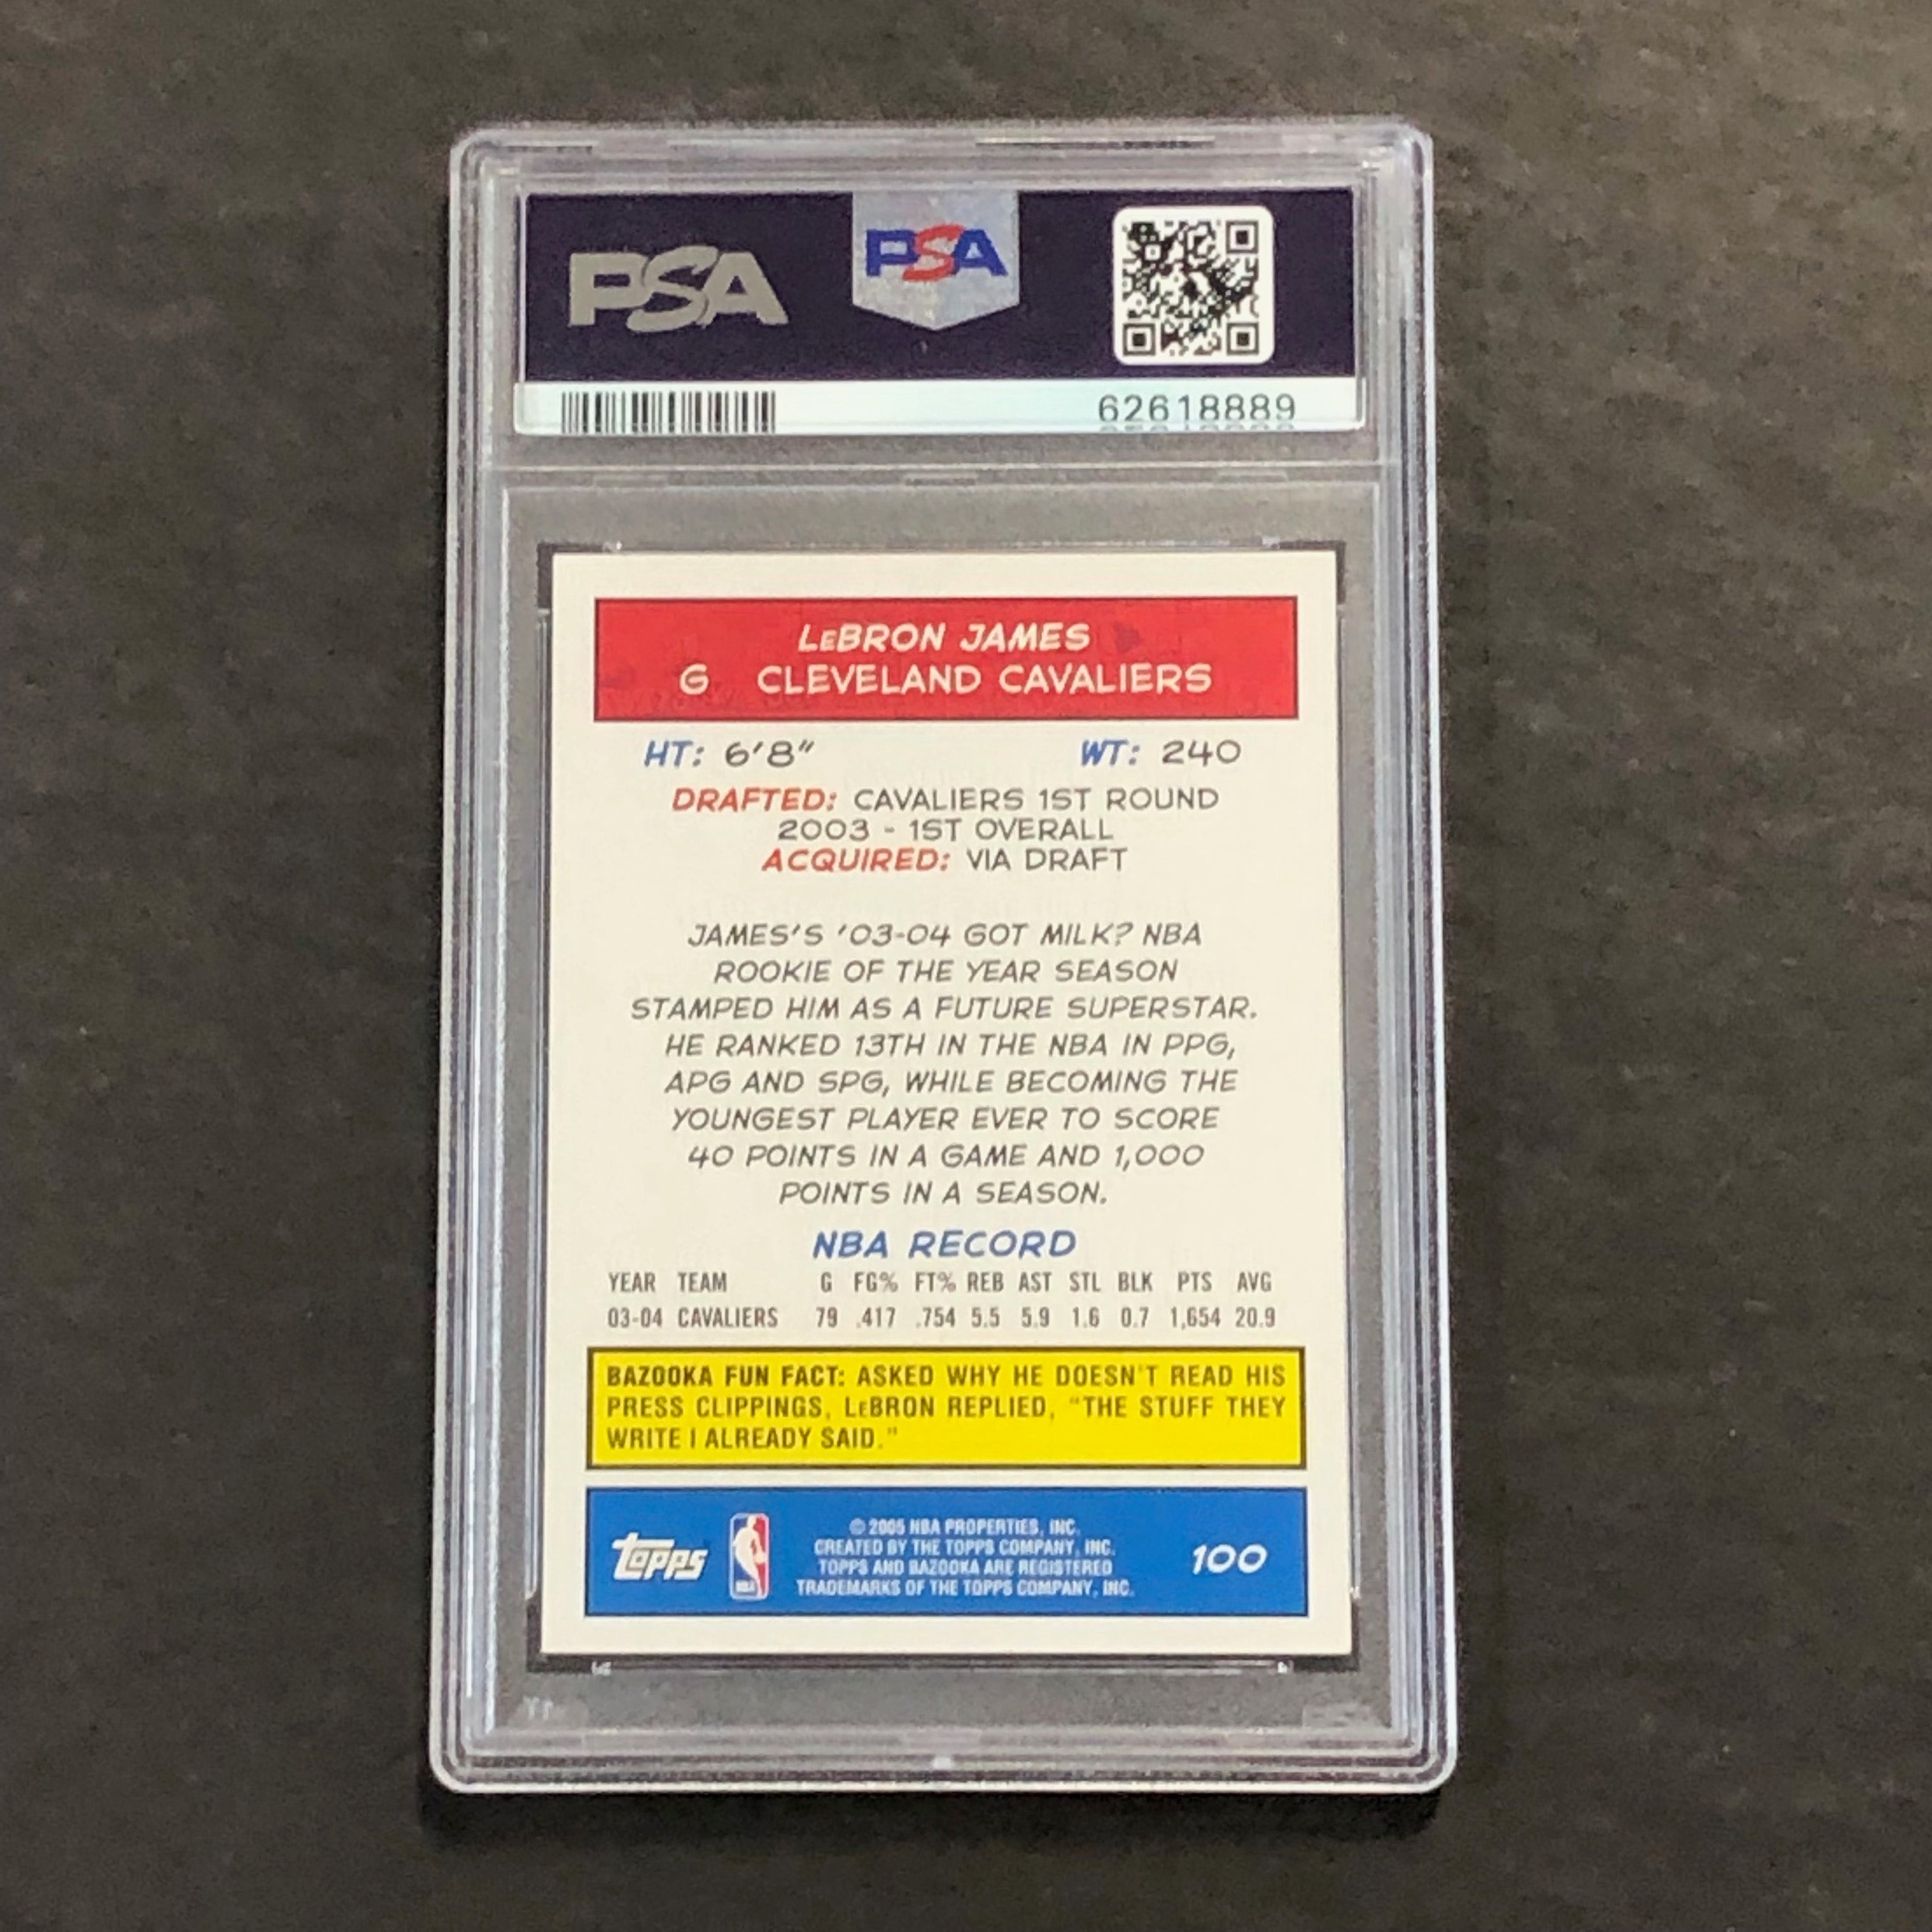 PSA
PSA
62618889
LeBRON JAMES
G CLEVELAND CAVALIERS
HT: 6'8" WT: 240
DRAFTED: CAVALIERS 1ST ROUND
2003 - 1ST OVERALL
ACQUIRED: VIA DRAFT
JAMES'S '03-04 GOT MILK? NBA
ROOKIE OF THE YEAR SEASON
STAMPED HIM AS A FUTURE SUPERSTAR.
HE RANKED 13TH IN THE NBA IN PPG,
APG AND SPG, WHILE BECOMING THE
YOUNGEST PLAYER EVER TO SCORE
40 POINTS IN A GAME AND 1,000
POINTS IN A SEASON.
NBA RECORD
YEAR TEAM G FG% FT% REB AST STL BLK PTS AVG
03-04 CAVALIERS 79 .417 .754 5.5 5.9 1.6 0.7 1,654 20.9
BAZOOKA FUN FACT: ASKED WHY HE DOESN'T READ HIS
PRESS CLIPPINGS, LeBRON REPLIED, "THE STUFF THEY
WRITE I ALREADY SAID."
topps
NBA
© 2005 NBA PROPERTIES, INC.
CREATED BY THE TOPPS COMPANY, INC.
TOPPS AND BAZOOKA ARE REGISTERED
TRADEMARKS OF THE TOPPS COMPANY, INC.
100